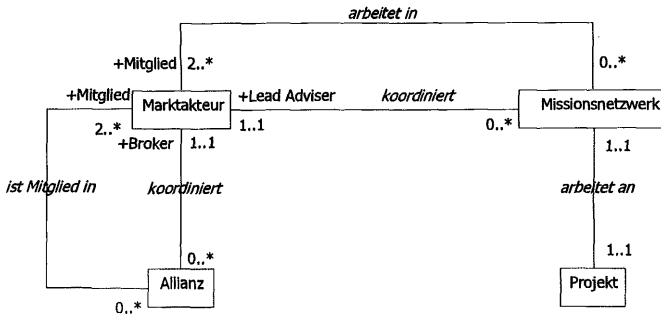 arbeitet in
+Mitglied 2..* 0..*
+Mitglied Marktakteur +Lead Adviser koordiniert Missionsnetzwerk
2..* +Broker 1..1 1..1 0..* 1..1
ist Mitglied in koordiniert arbeitet an
0..* 1..1
Allianz Projekt
0..*